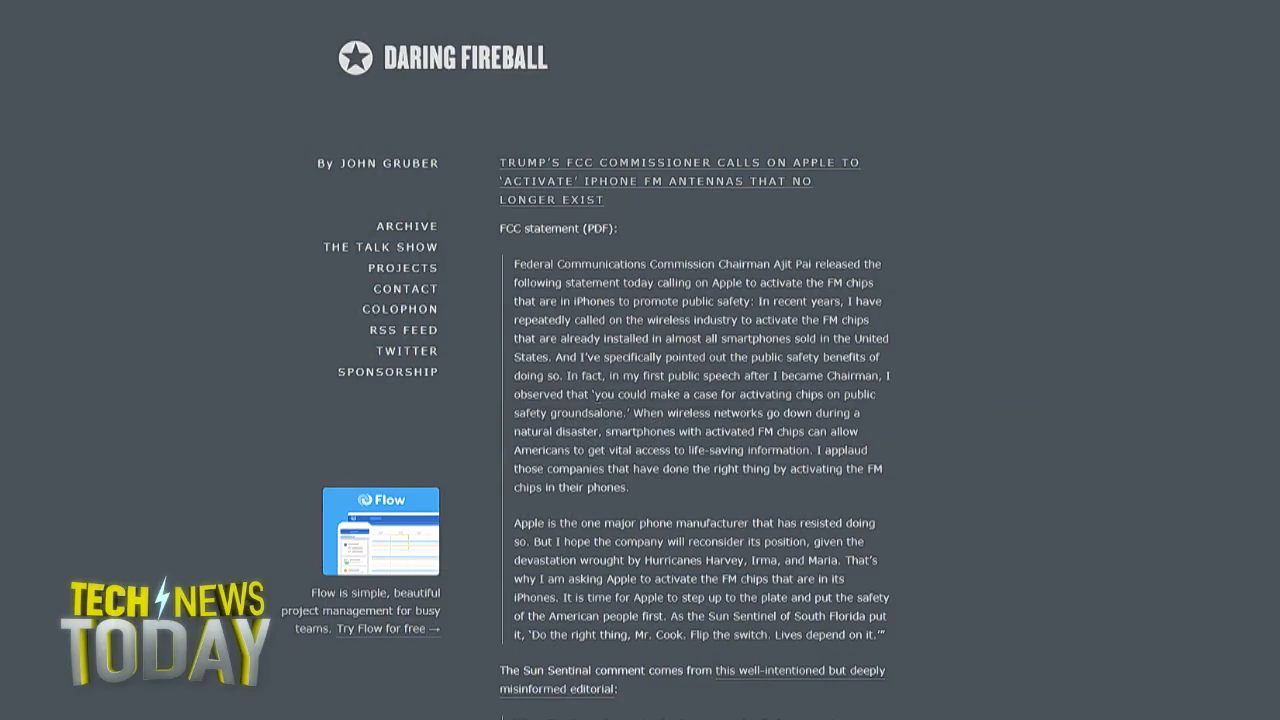 DARING FIREBALL
By JOHN GRUBER
ARCHIVE
THE TALK SHOW
PROJECTS
CONTACT
COLOPHON
RSS FEED
TWITTER
SPONSORSHIP
Flow
Flow is simple, beautiful
project management for busy
teams. Try Flow for free →
TRUMP'S FCC COMMISSIONER CALLS ON APPLE TO
‘ACTIVATE’ IPHONE FM ANTENNAS THAT NO
LONGER EXIST
FCC statement (PDF):
Federal Communications Commission Chairman Ajit Pai released the
following statement today calling on Apple to activate the FM chips
that are in iPhones to promote public safety: In recent years, I have
repeatedly called on the wireless industry to activate the FM chips
that are already installed in almost all smartphones sold in the United
States. And I’ve specifically pointed out the public safety benefits of
doing so. In fact, in my first public speech after I became Chairman, I
observed that ‘you could make a case for activating chips on public
safety groundsalone.’ When wireless networks go down during a
natural disaster, smartphones with activated FM chips can allow
Americans to get vital access to life-saving information. I applaud
those companies that have done the right thing by activating the FM
chips in their phones.
Apple is the one major phone manufacturer that has resisted doing
so. But I hope the company will reconsider its position, given the
devastation wrought by Hurricanes Harvey, Irma, and Maria. That’s
why I am asking Apple to activate the FM chips that are in its
iPhones. It is time for Apple to step up to the plate and put the safety
of the American people first. As the Sun Sentinel of South Florida put
it, ‘Do the right thing, Mr. Cook. Flip the switch. Lives depend on it.’”
The Sun Sentinal comment comes from this well-intentioned but deeply
misinformed editorial:
TECH NEWS
TODAY